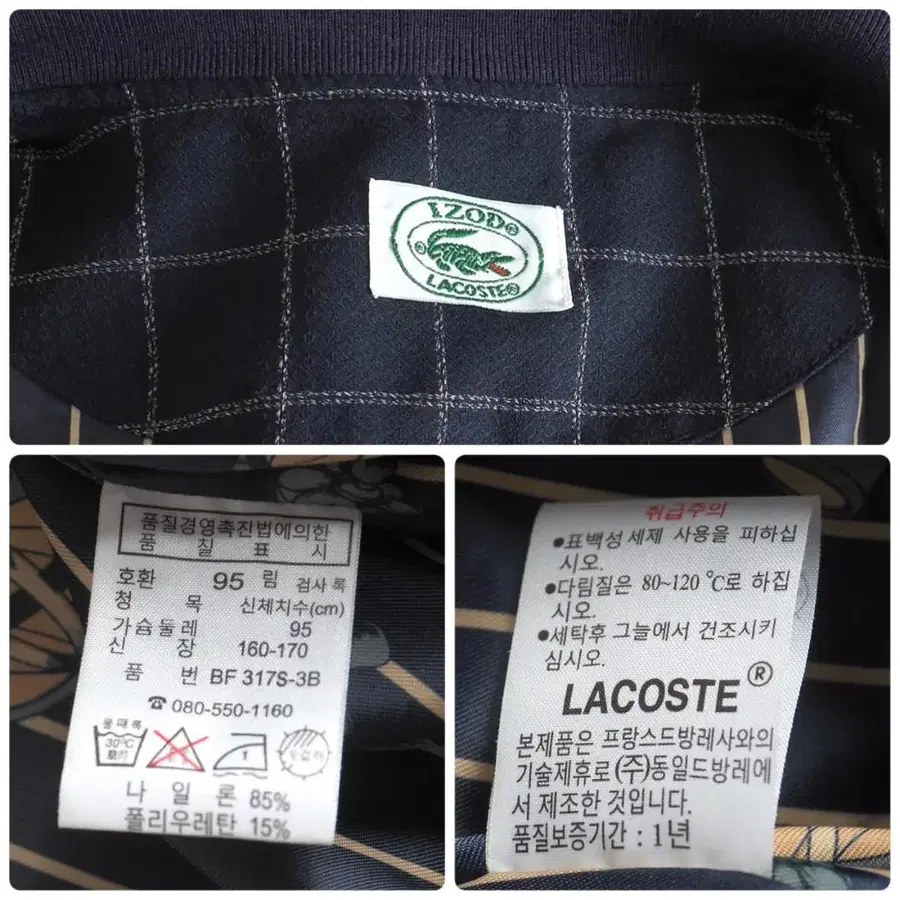 IZOD®
®
LACOSTE®
품질경영촉진법에의한
품 칠 표 시
호환 95 림 검사 록
청 목 신체치수(cm)
가슴둘레 95
신 장 160-170
품 번 BF 317S-3B
☎ 080-550-1160
울때록
30℃
1
나 일 론 85%
폴리우레탄 15%
취급주의
●표백성 세제 사용을 피하십
시오.
●다림질은 80~120 ℃로 하십
시오.
●세탁후 그늘에서 건조시키
십시오.
LACOSTE®
본제품은 프랑스드방레사와의
기술제휴로 (주)동일드방레에
서 제조한 것입니다.
품질보증기간 : 1년